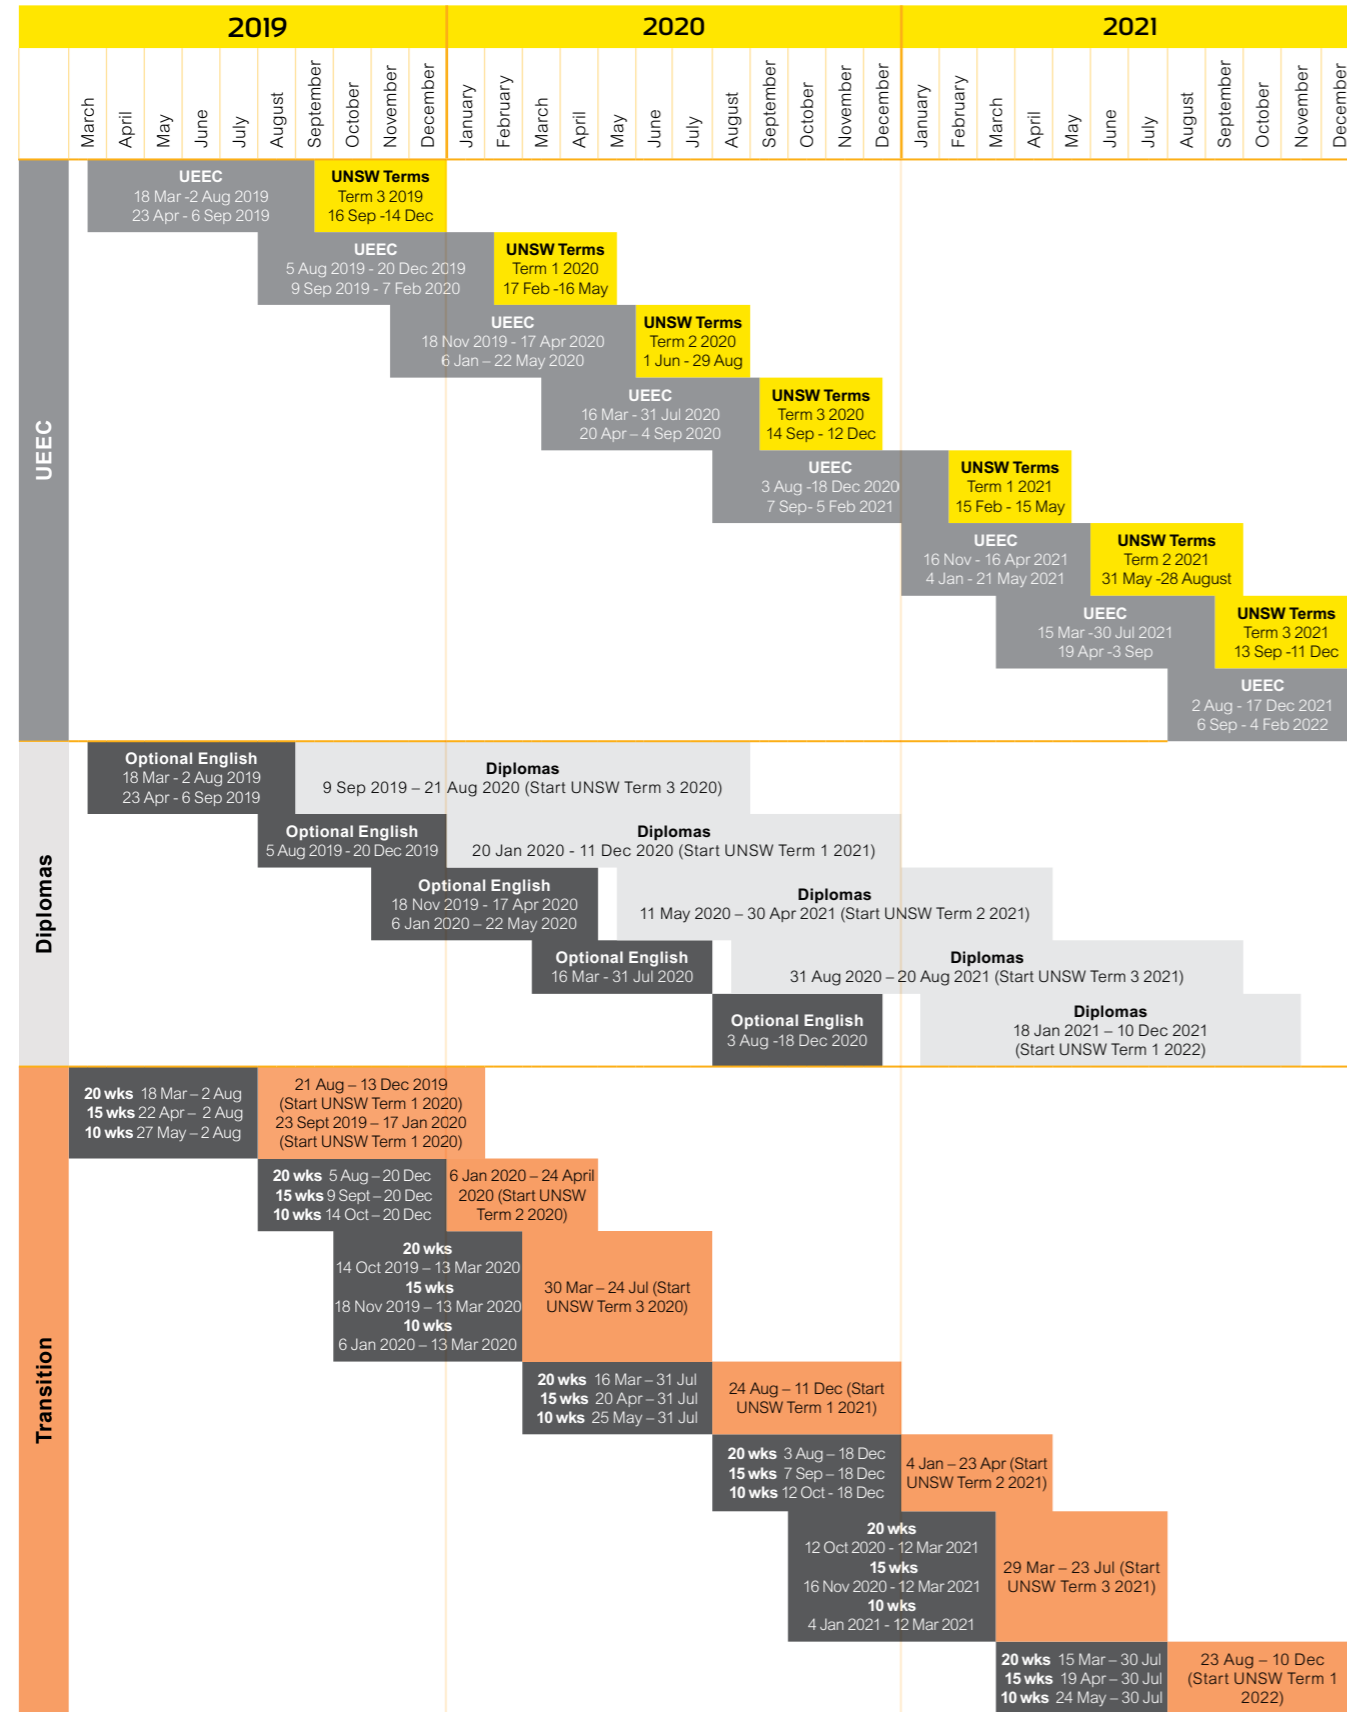 2019
2020
2021
March
April
May
June
July
August
September
October
November
December
January
February
March
April
May
June
July
August
September
October
November
December
January
February
March
April
May
June
July
August
September
October
November
December
UEEC
UEEC
18 Mar -2 Aug 2019
23 Apr - 6 Sep 2019
UNSW Terms
Term 3 2019
16 Sep -14 Dec
UEEC
5 Aug 2019 - 20 Dec 2019
9 Sep 2019 - 7 Feb 2020
UNSW Terms
Term 1 2020
17 Feb -16 May
UEEC
18 Nov 2019 - 17 Apr 2020
6 Jan – 22 May 2020
UNSW Terms
Term 2 2020
1 Jun - 29 Aug
UEEC
16 Mar - 31 Jul 2020
20 Apr – 4 Sep 2020
UNSW Terms
Term 3 2020
14 Sep - 12 Dec
UEEC
3 Aug -18 Dec 2020
7 Sep- 5 Feb 2021
UNSW Terms
Term 1 2021
15 Feb - 15 May
UEEC
16 Nov - 16 Apr 2021
4 Jan - 21 May 2021
UNSW Terms
Term 2 2021
31 May -28 August
UEEC
15 Mar -30 Jul 2021
19 Apr -3 Sep
UNSW Terms
Term 3 2021
13 Sep -11 Dec
UEEC
2 Aug - 17 Dec 2021
6 Sep - 4 Feb 2022
Diplomas
Optional English
18 Mar - 2 Aug 2019
23 Apr - 6 Sep 2019
Diplomas
9 Sep 2019 – 21 Aug 2020 (Start UNSW Term 3 2020)
Optional English
5 Aug 2019 - 20 Dec 2019
Diplomas
20 Jan 2020 - 11 Dec 2020 (Start UNSW Term 1 2021)
Optional English
18 Nov 2019 - 17 Apr 2020
6 Jan 2020 – 22 May 2020
Diplomas
11 May 2020 – 30 Apr 2021 (Start UNSW Term 2 2021)
Optional English
16 Mar - 31 Jul 2020
Diplomas
31 Aug 2020 – 20 Aug 2021 (Start UNSW Term 3 2021)
Optional English
3 Aug -18 Dec 2020
Diplomas
18 Jan 2021 – 10 Dec 2021
(Start UNSW Term 1 2022)
Transition
20 wks 18 Mar – 2 Aug
15 wks 22 Apr – 2 Aug
10 wks 27 May – 2 Aug
21 Aug – 13 Dec 2019
(Start UNSW Term 1 2020)
23 Sept 2019 – 17 Jan 2020
(Start UNSW Term 1 2020)
20 wks 5 Aug – 20 Dec
15 wks 9 Sept – 20 Dec
10 wks 14 Oct – 20 Dec
6 Jan 2020 – 24 April
2020 (Start UNSW
Term 2 2020)
20 wks
14 Oct 2019 – 13 Mar 2020
15 wks
18 Nov 2019 – 13 Mar 2020
10 wks
6 Jan 2020 – 13 Mar 2020
30 Mar – 24 Jul (Start
UNSW Term 3 2020)
20 wks 16 Mar – 31 Jul
15 wks 20 Apr – 31 Jul
10 wks 25 May – 31 Jul
24 Aug – 11 Dec (Start
UNSW Term 1 2021)
20 wks 3 Aug – 18 Dec
15 wks 7 Sep – 18 Dec
10 wks 12 Oct - 18 Dec
4 Jan – 23 Apr (Start
UNSW Term 2 2021)
20 wks
12 Oct 2020 - 12 Mar 2021
15 wks
16 Nov 2020 - 12 Mar 2021
10 wks
4 Jan 2021 - 12 Mar 2021
29 Mar – 23 Jul (Start
UNSW Term 3 2021)
20 wks 15 Mar – 30 Jul
15 wks 19 Apr – 30 Jul
10 wks 24 May – 30 Jul
23 Aug – 10 Dec
(Start UNSW Term 1
2022)